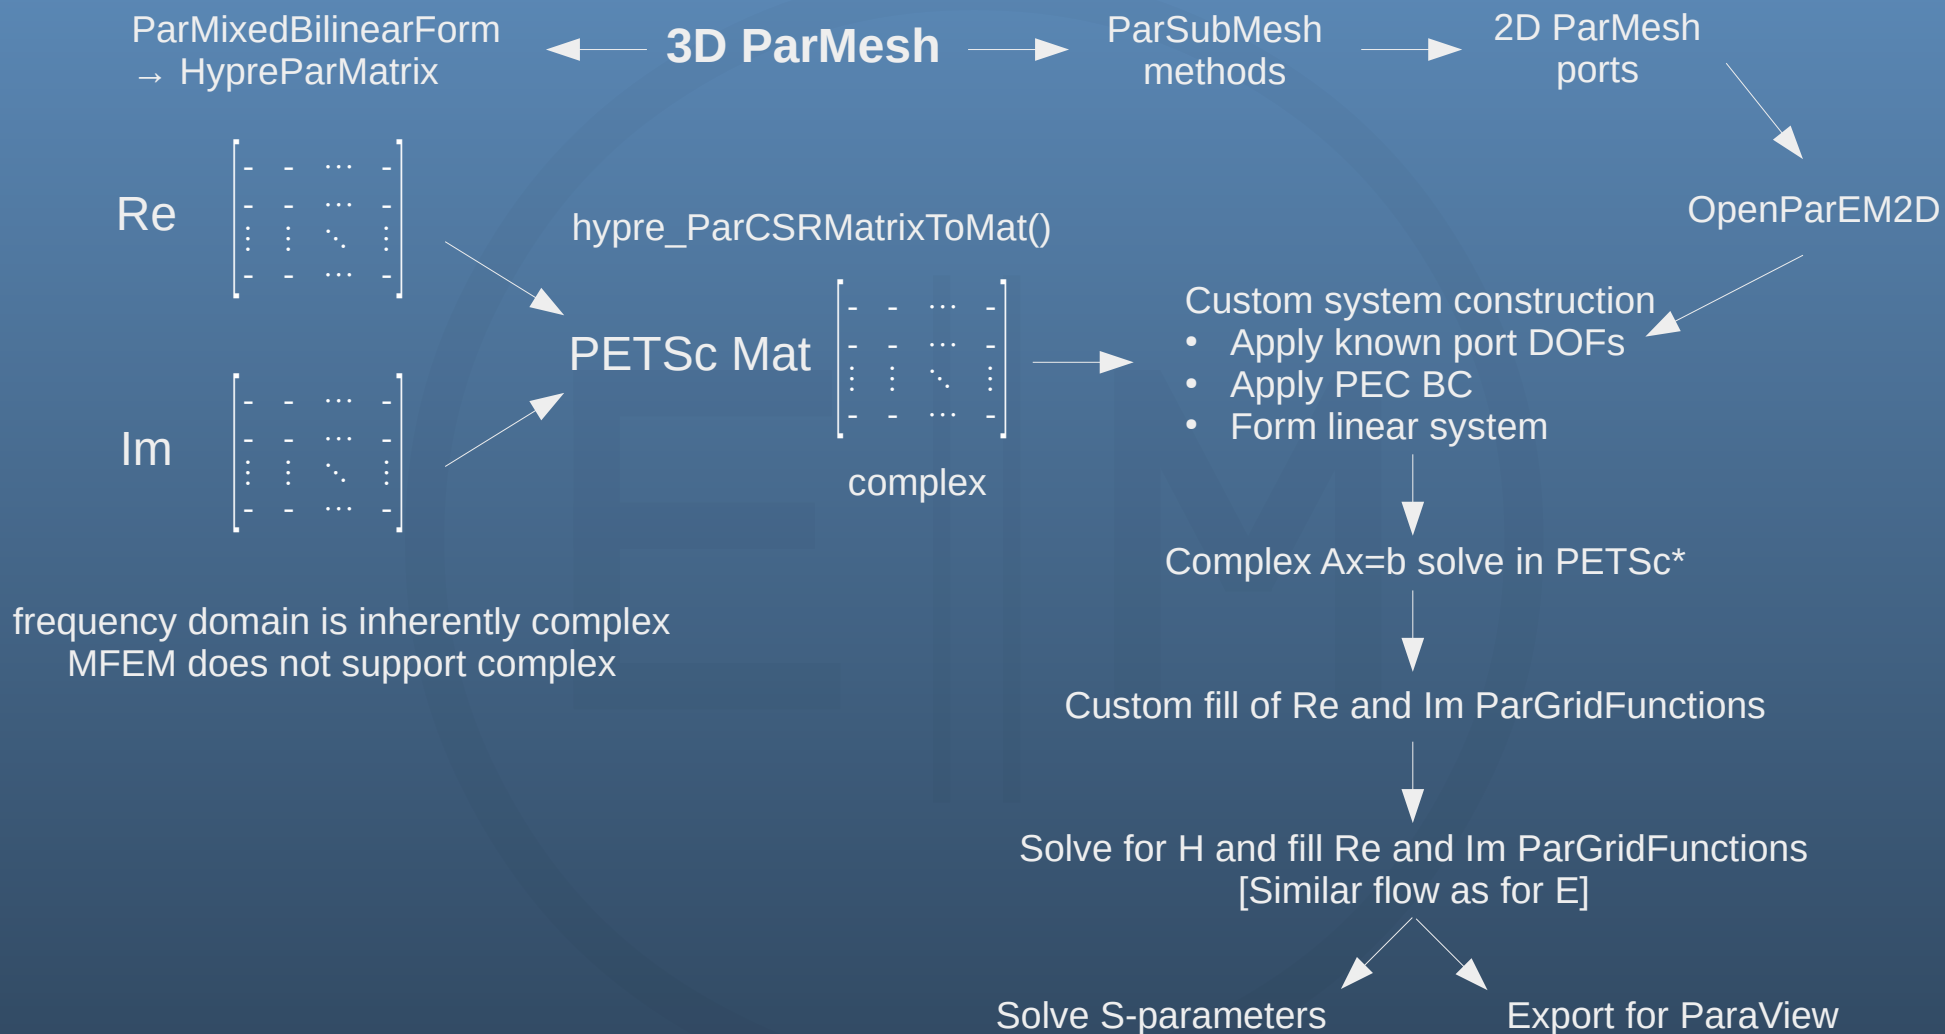 ParMixedBilinearForm
→ HypreParMatrix
3D ParMesh
ParSubMesh
methods
2D ParMesh
ports
Re
Im
hypre_ParCSRMatrixToMat()
PETSc Mat
complex
OpenParEM2D
Custom system construction
• Apply known port DOFs
• Apply PEC BC
• Form linear system
frequency domain is inherently complex
MFEM does not support complex
Complex Ax=b solve in PETSc*
Custom fill of Re and Im ParGridFunctions
Solve for H and fill Re and Im ParGridFunctions
[Similar flow as for E]
Solve S-parameters
Export for ParaView
E
M